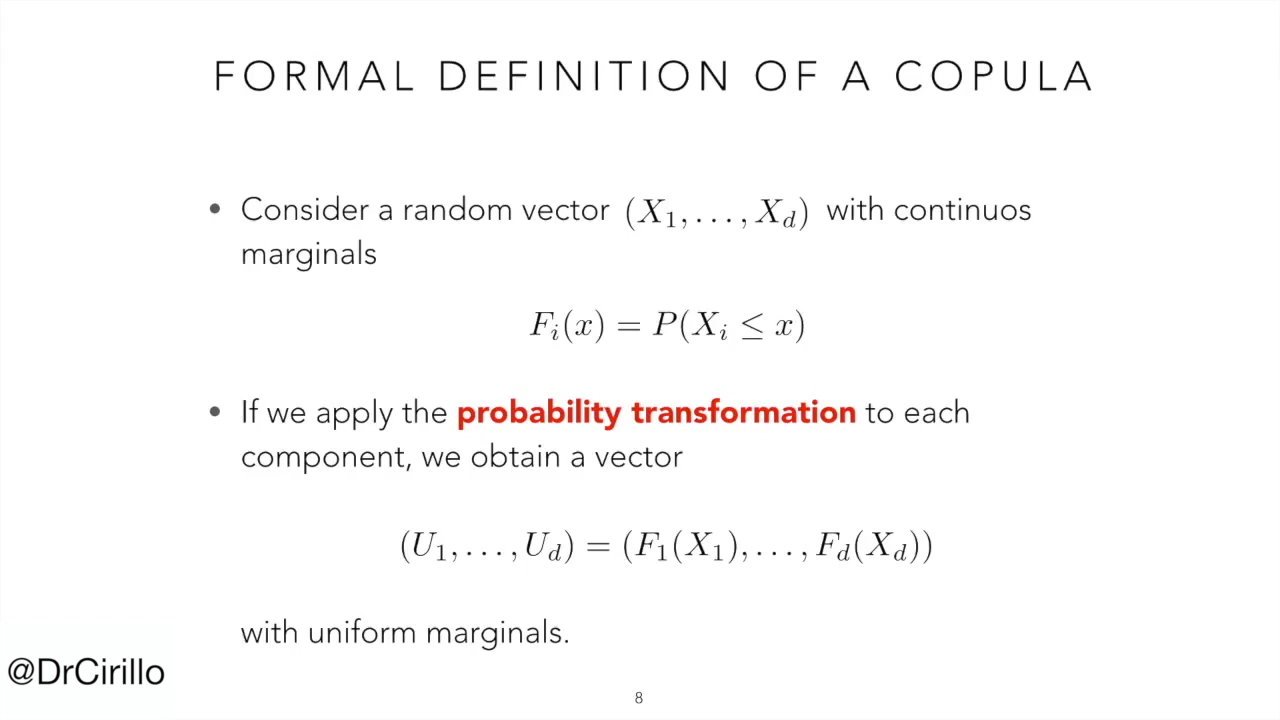 FORMAL DEFINITION OF A COPULA
• Consider a random vector (X₁, . . . , X_d) with continuos
marginals
F_i(x) = P(X_i ≤ x)
• If we apply the probability transformation to each
component, we obtain a vector
(U₁, . . . , U_d) = (F₁(X₁), . . . , F_d(X_d))
with uniform marginals.
@DrCirillo
8